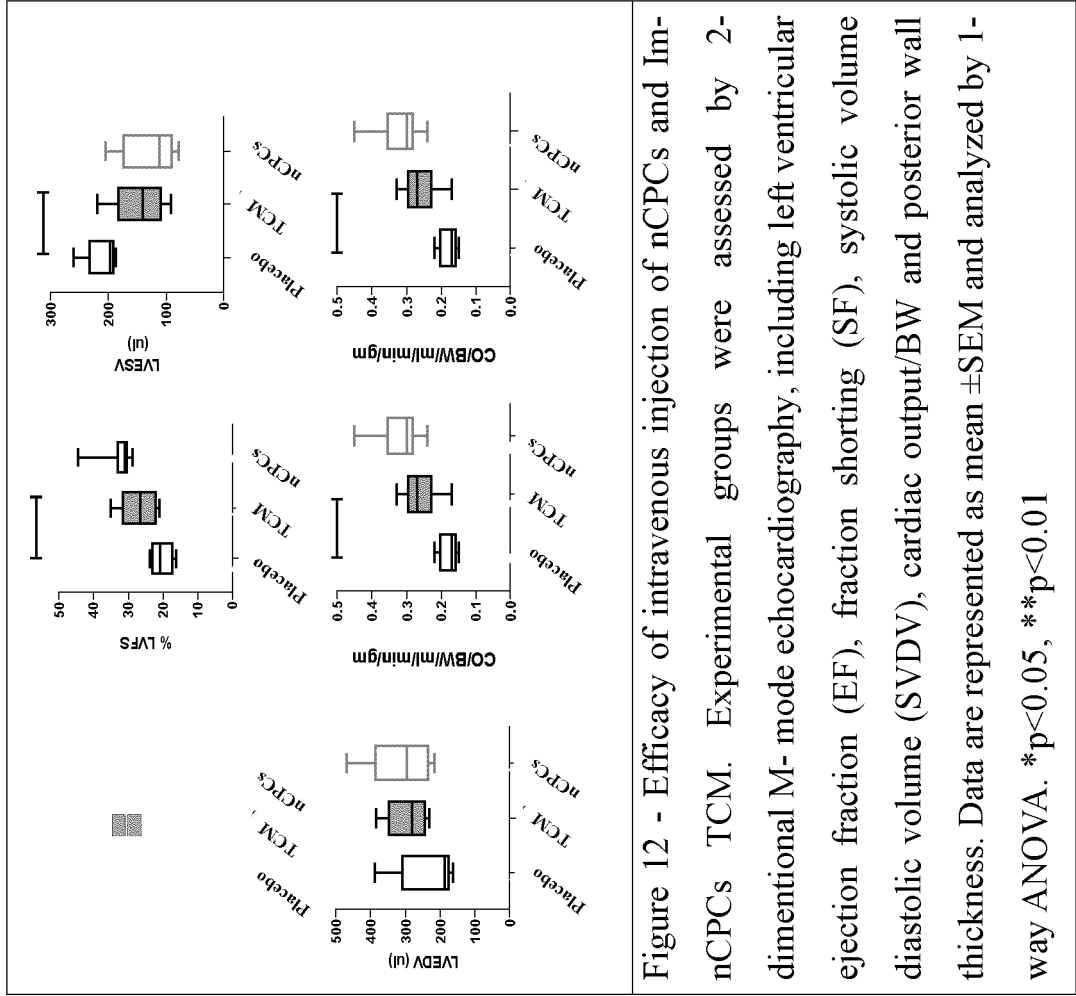 % LVFS
50
40
30
20
10
0
Placebo
TCM
nCPCs
LVESV
(ul)
300
200
100
0
Placebo
TCM
nCPCs
LVEDV (ul)
500
400
300
200
100
0
Placebo
TCM
nCPCs
CO/BW/ml/min/gm
0.5
0.3
0.2
0.1
0.0
Placebo
TCM
nCPCs
CO/BW/ml/min/gm
0.5
0.3
0.2
0.1
0.0
Placebo
TCM
nCPCs
Figure 12 - Efficacy of intravenous injection of nCPCs and Im-
nCPCs TCM. Experimental groups were assessed by 2-
dimentional M- mode echocardiography, including left ventricular
ejection fraction (EF), fraction shorting (SF), systolic volume
diastolic volume (SVDV), cardiac output/BW and posterior wall
thickness. Data are represented as mean ±SEM and analyzed by 1-
way ANOVA. *p<0.05, **p<0.01